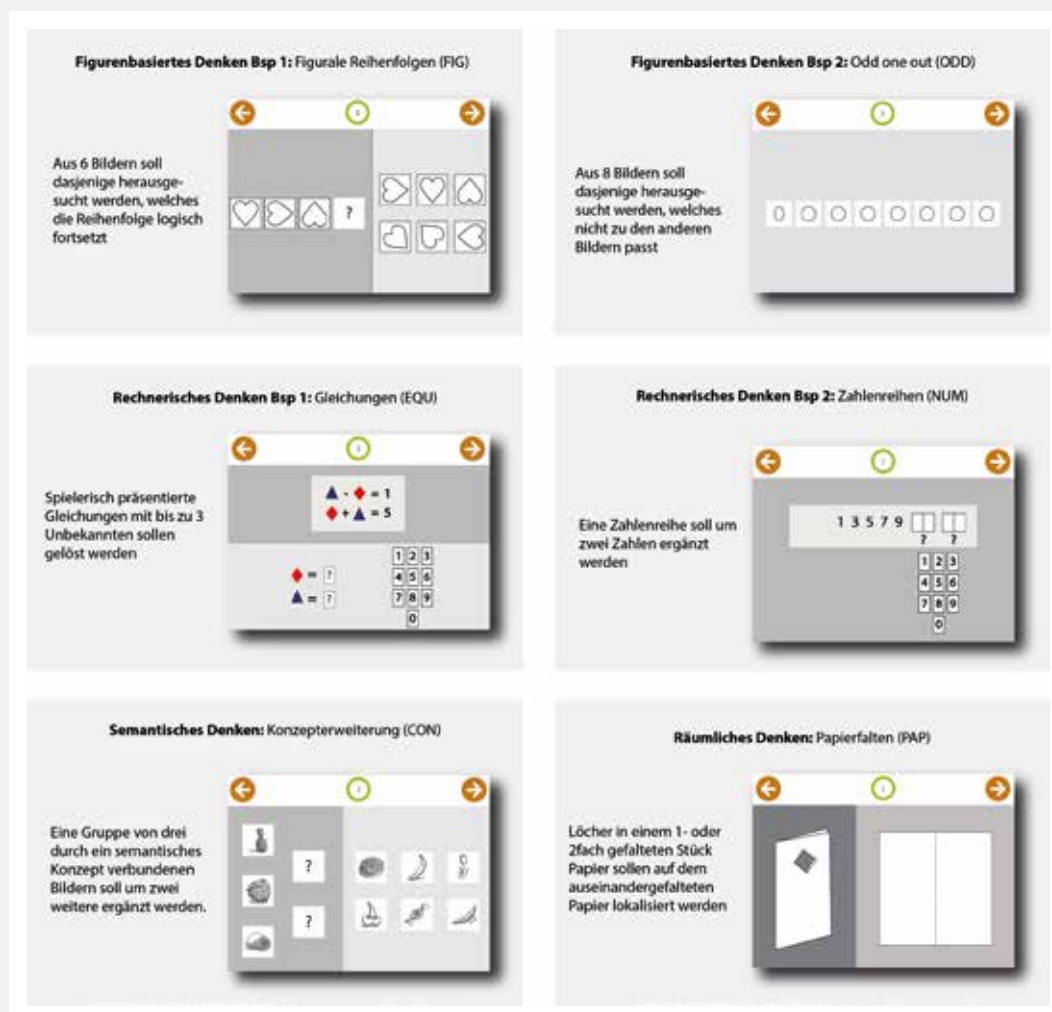 Figurenbasiertes Denken Bsp 1: Figurale Reihenfolgen (FIG)
Aus 6 Bildern soll
dasjenige herausge-
sucht werden, welches
die Reihenfolge logisch
fortsetzt
?
Figurenbasiertes Denken Bsp 2: Odd one out (ODD)
Aus 8 Bildern soll
dasjenige herausge-
sucht werden, welches
nicht zu den anderen
Bildern passt
Rechnerisches Denken Bsp 1: Gleichungen (EQU)
Spielerisch präsentierte
Gleichungen mit bis zu 3
Unbekannten sollen
gelöst werden
- = 1
+ = 5
= ?
= ?
1 2 3
4 5 6
7 8 9
0
Rechnerisches Denken Bsp 2: Zahlenreihen (NUM)
Eine Zahlenreihe soll um
zwei Zahlen ergänzt
werden
1 3 5 7 9
? ?
1 2 3
4 5 6
7 8 9
0
Semantisches Denken: Konzepterweiterung (CON)
Eine Gruppe von drei
durch ein semantisches
Konzept verbundenen
Bildern soll um zwei
weitere ergänzt werden.
?
?
Räumliches Denken: Papierfalten (PAP)
Löcher in einem 1- oder
2fach gefalteten Stück
Papier sollen auf dem
auseinandergefalteten
Papier lokalisiert werden